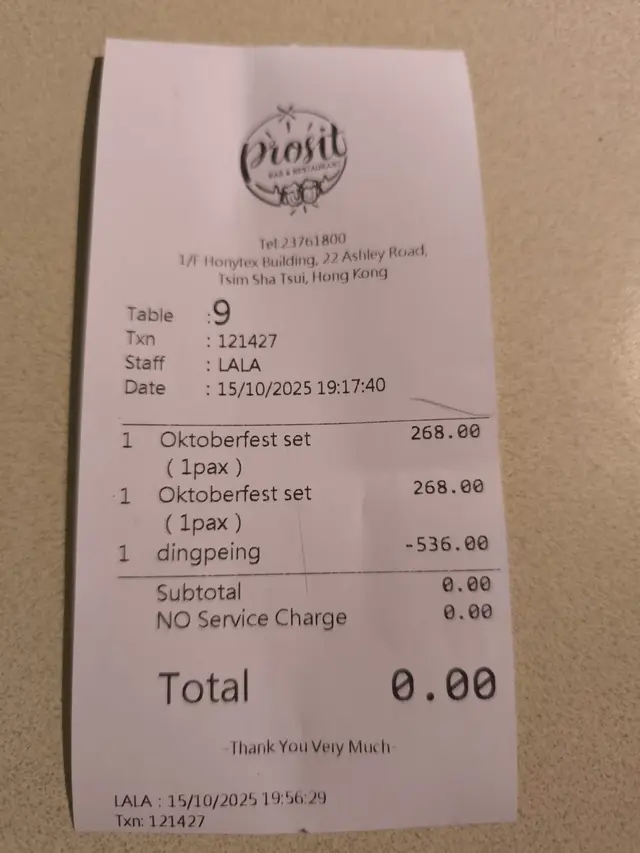 Prosit
BAR & RESTAURANT
Tel 23761800
1/F Honytex Building, 22 Ashley Road,
Tsim Sha Tsui, Hong Kong
Table : 9
Txn : 121427
Staff : LALA
Date : 15/10/2025 19:17:40
1 Oktoberfest set 268.00
( 1pax )
1 Oktoberfest set 268.00
( 1pax )
1 dingpeing -536.00
Subtotal 0.00
NO Service Charge 0.00
Total 0.00
-Thank You Very Much-
LALA : 15/10/2025 19:56:29
Txn: 121427